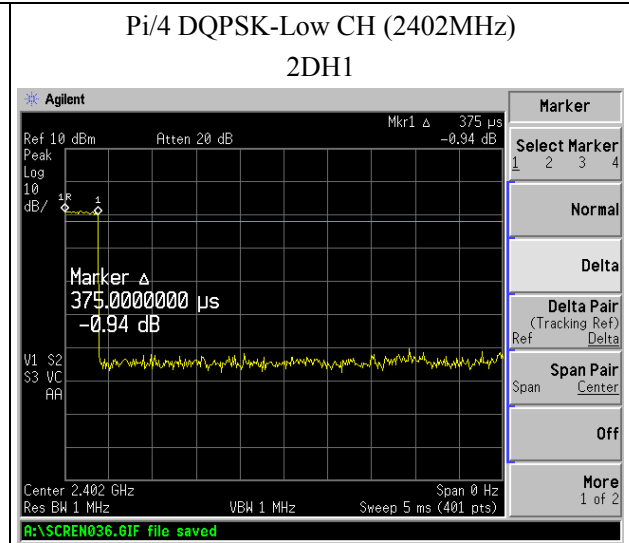 Pi/4 DQPSK-Low CH (2402MHz)
2DH1
Agilent
Marker
Mkr1 Δ 375 µs
Ref 10 dBm Atten 20 dB -0.94 dB
Peak
Log
10
dB/
1R 1
Marker Δ
375.0000000 µs
-0.94 dB
V1 S2
S3 VC
AA
Center 2.402 GHz Span 0 Hz
Res BW 1 MHz VBW 1 MHz Sweep 5 ms (401 pts)
A:\SCREN036.GIF file saved
Select Marker
1 2 3 4
Normal
Delta
Delta Pair
(Tracking Ref)
Ref Delta
Span Pair
Span Center
Off
More
1 of 2